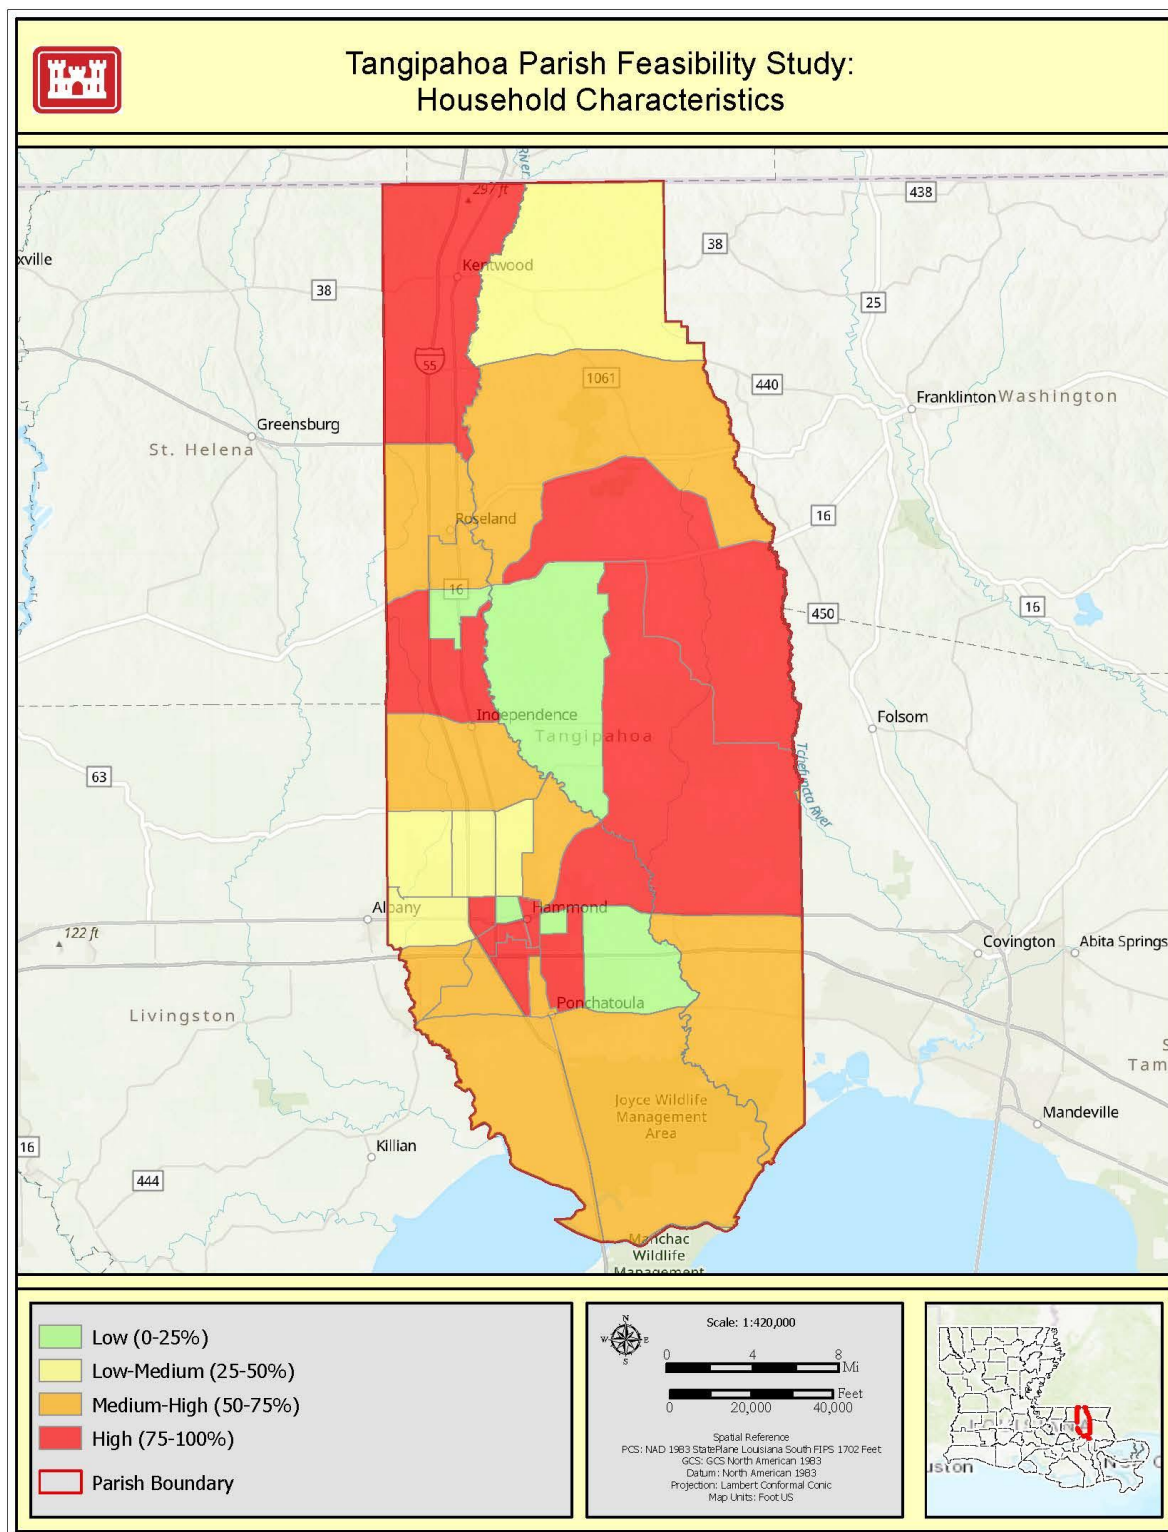 Tangipahoa Parish Feasibility Study:
Household Characteristics
River
297 ft
438
38
xville
Kentwood
38
25
55
1061
440
Franklinton
Washington
Greensburg
St. Helena
Roseland
16
16
450
16
Independence
Folsom
Tangipahoa
63
Tchefuncta River
Albany
Hammond
122 ft
Covington
Abita Springs
Ponchatoula
Livingston
S
Tam
Joyce Wildlife
Management
Area
Mandeville
16
Killian
444
Manchac
Wildlife
Management
Low (0-25%)
Low-Medium (25-50%)
Medium-High (50-75%)
High (75-100%)
Parish Boundary
N
W E
S
Scale: 1:420,000
0 4 8
Mi
Feet
0 20,000 40,000
Spatial Reference
PCS: NAD 1983 StatePlane Louisiana South FIPS 1702 Feet
GCS: GCS North American 1983
Datum: North American 1983
Projection: Lambert Conformal Conic
Map Units: Foot US
LOUISIANA
uston